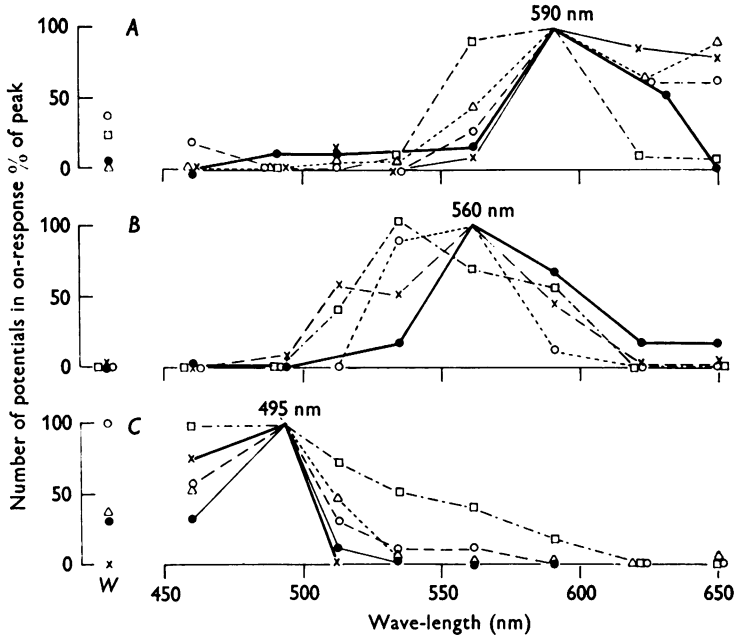 Number of potentials in on-response % of peak
A
590 nm
100
50
0
B
560 nm
100
50
0
C
495 nm
100
50
0
W
450
500
550
600
650
Wave-length (nm)